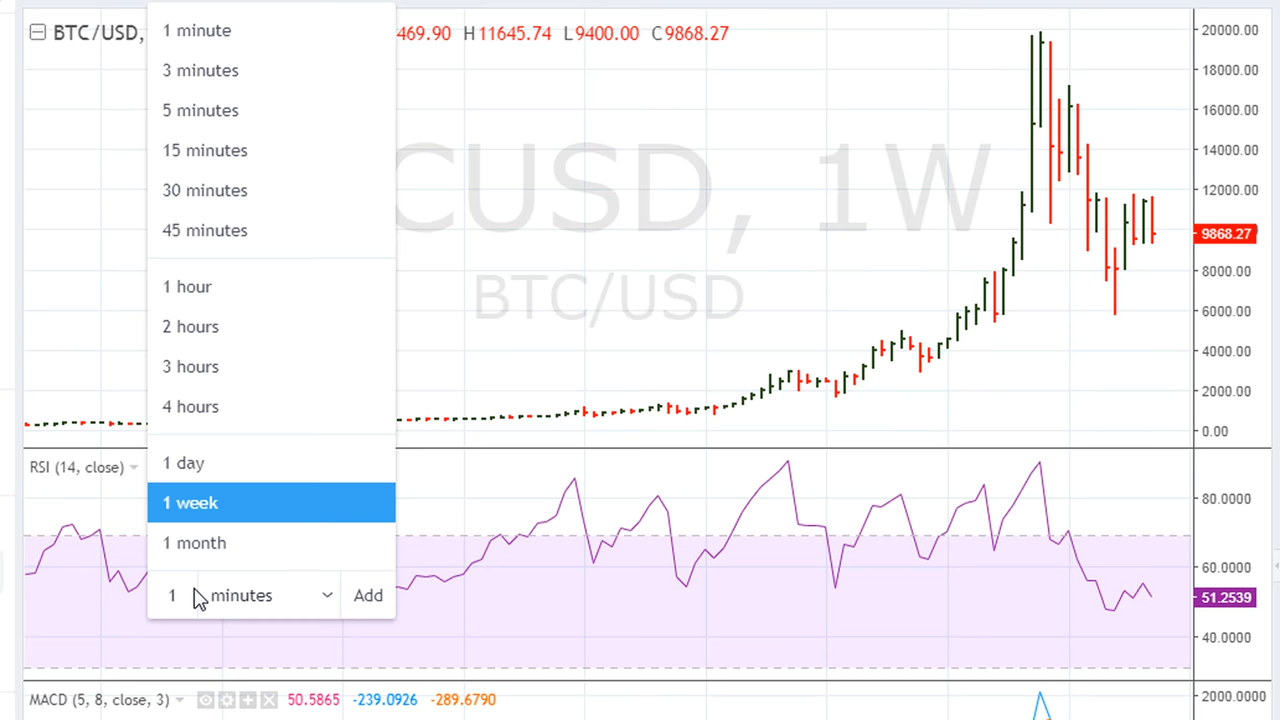 BTC/USD, 469.90 H11645.74 L9400.00 C9868.27
1 minute
3 minutes
5 minutes
15 minutes
30 minutes
45 minutes
1 hour
2 hours
3 hours
4 hours
1 day
1 week
1 month
1 minutes Add
CUSD, 1W
BTC/USD
20000.00
18000.00
16000.00
14000.00
12000.00
9868.27
8000.00
6000.00
4000.00
2000.00
0.00
RSI (14, close)
80.0000
60.0000
51.2539
40.0000
MACD (5, 8, close, 3) 50.5865 -239.0926 -289.6790
2000.0000